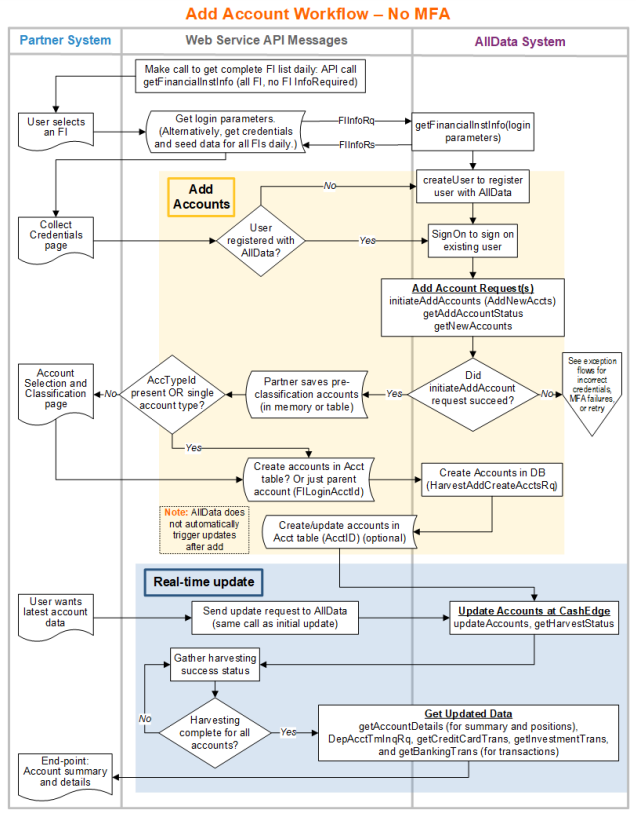 Add Account Workflow – No MFA
Partner System
Web Service API Messages
AllData System
Make call to get complete FI list daily: API call
getFinancialInstInfo (all FI, no FI InfoRequired)
User selects
an FI
Get login parameters.
(Alternatively, get credentials
and seed data for all FIs daily.)
FIInfoRq
FIInfoRs
getFinancialInstInfo(login
parameters)
Add
Accounts
No
createUser to register
user with AllData
Collect
Credentials
page
User
registered with
AllData?
Yes
SignOn to sign on
existing user
Add Account Request(s)
initiateAddAccounts (AddNewAccts)
getAddAccountStatus
getNewAccounts
Account
Selection and
Classification
page
No
AccTypeId
present OR single
account type?
Partner saves pre-
classification accounts
(in memory or table)
Yes
Did
initiateAddAccount
request succeed?
No
See exception
flows for
incorrect
credentials,
MFA failures,
or retry
Yes
Create accounts in Acct
table? Or just parent
account (FILoginAcctId)
Create Accounts in DB
(HarvestAddCreateAcctsRq)
Note: AllData does
not automatically
trigger updates
after add
Create/update accounts in
Acct table (AcctID) (optional)
Real-time update
User wants
latest account
data
Send update request to AllData
(same call as initial update)
Update Accounts at CashEdge
updateAccounts, getHarvestStatus
Gather harvesting
success status
No
Harvesting
complete for all
accounts?
Yes
Get Updated Data
getAccountDetails (for summary and positions),
DepAcctTrnInqRq, getCreditCardTrans, getInvestmentTrans,
and getBankingTrans (for transactions)
End-point:
Account summary
and details